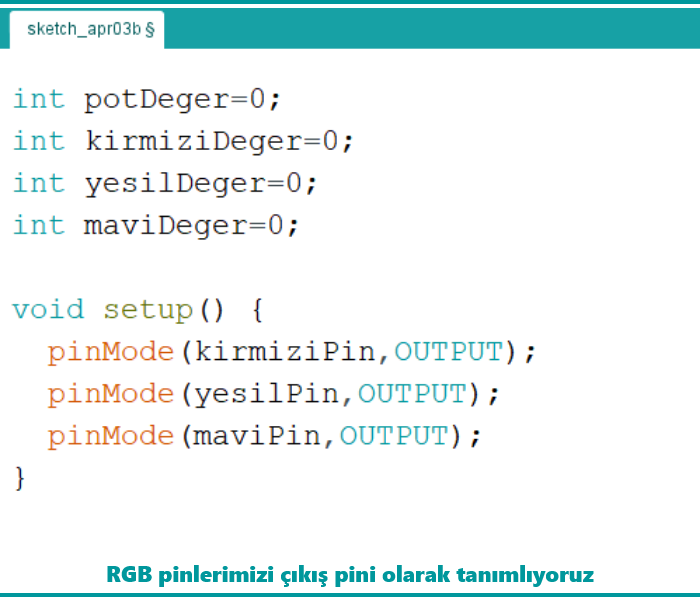 sketch_apr03b §
int potDeger=0;
int kirmiziDeger=0;
int yesilDeger=0;
int maviDeger=0;
void setup() {
pinMode(kirmiziPin,OUTPUT);
pinMode(yesilPin,OUTPUT);
pinMode(maviPin,OUTPUT);
}
RGB pinlerimizi çıkış pini olarak tanımlıyoruz